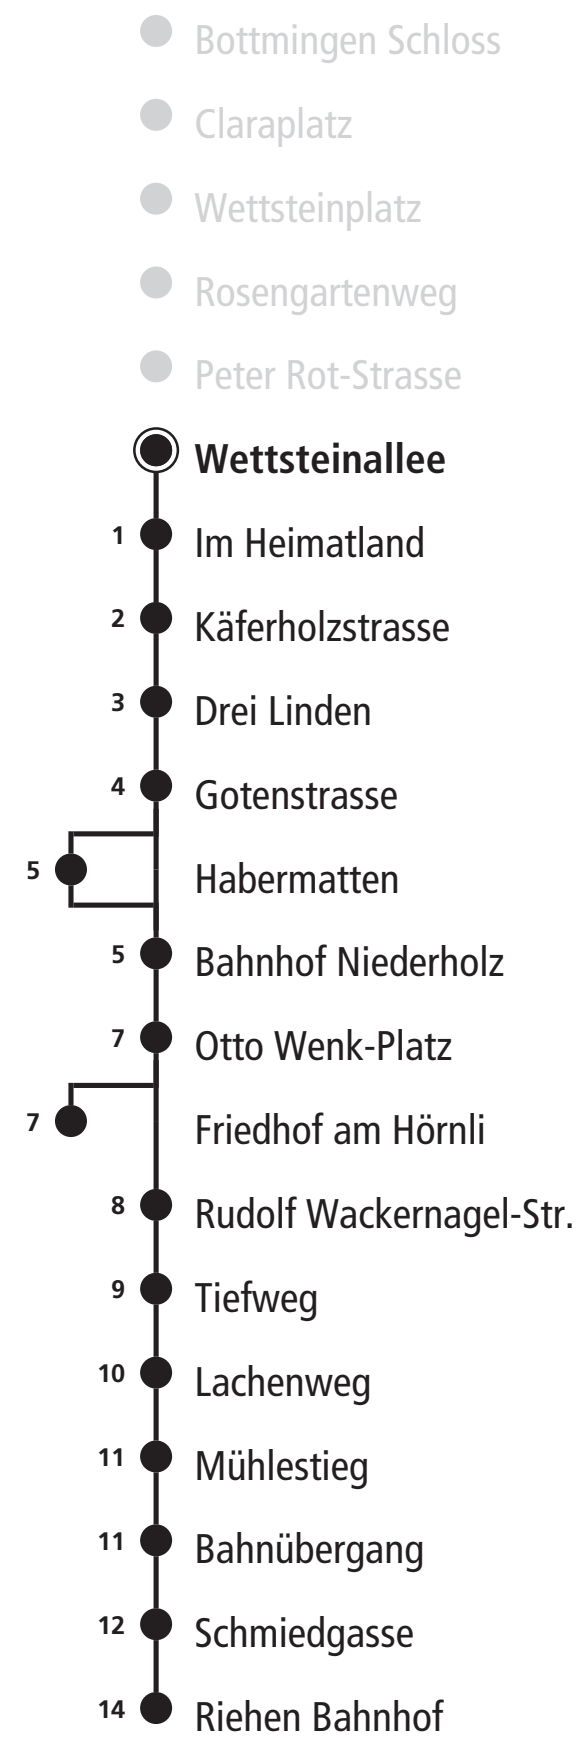 Bottmingen Schloss
Claraplatz
Wettsteinplatz
Rosengartenweg
Peter Rot-Strasse
Wettsteinallee
1 Im Heimatland
2 Käferholzstrasse
3 Drei Linden
4 Gotenstrasse
5 Habermatten
5 Bahnhof Niederholz
7 Otto Wenk-Platz
7 Friedhof am Hörnli
8 Rudolf Wackernagel-Str.
9 Tiefweg
10 Lachenweg
11 Mühlestieg
11 Bahnübergang
12 Schmiedgasse
14 Riehen Bahnhof